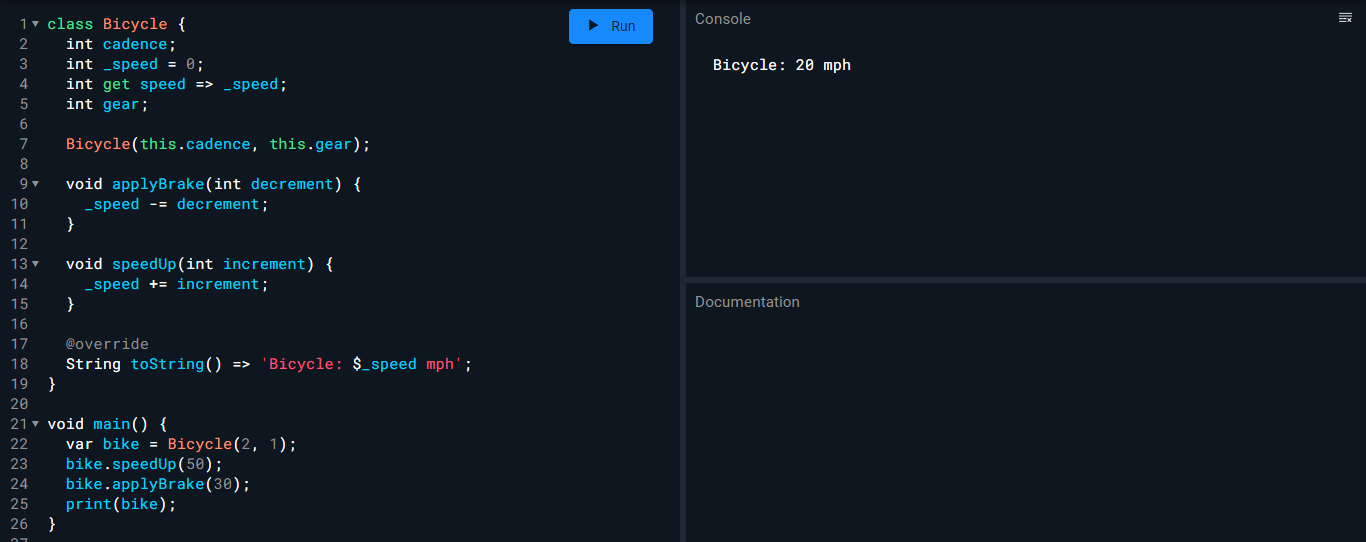 1 class Bicycle {
2   int cadence;
3   int _speed = 0;
4   int get speed => _speed;
5   int gear;
6
7   Bicycle(this.cadence, this.gear);
8
9   void applyBrake(int decrement) {
10     _speed -= decrement;
11   }
12
13   void speedUp(int increment) {
14     _speed += increment;
15   }
16
17   @override
18   String toString() => 'Bicycle: $_speed mph';
19 }
20
21 void main() {
22   var bike = Bicycle(2, 1);
23   bike.speedUp(50);
24   bike.applyBrake(30);
25   print(bike);
26 }
27
Run
Console
Bicycle: 20 mph
Documentation